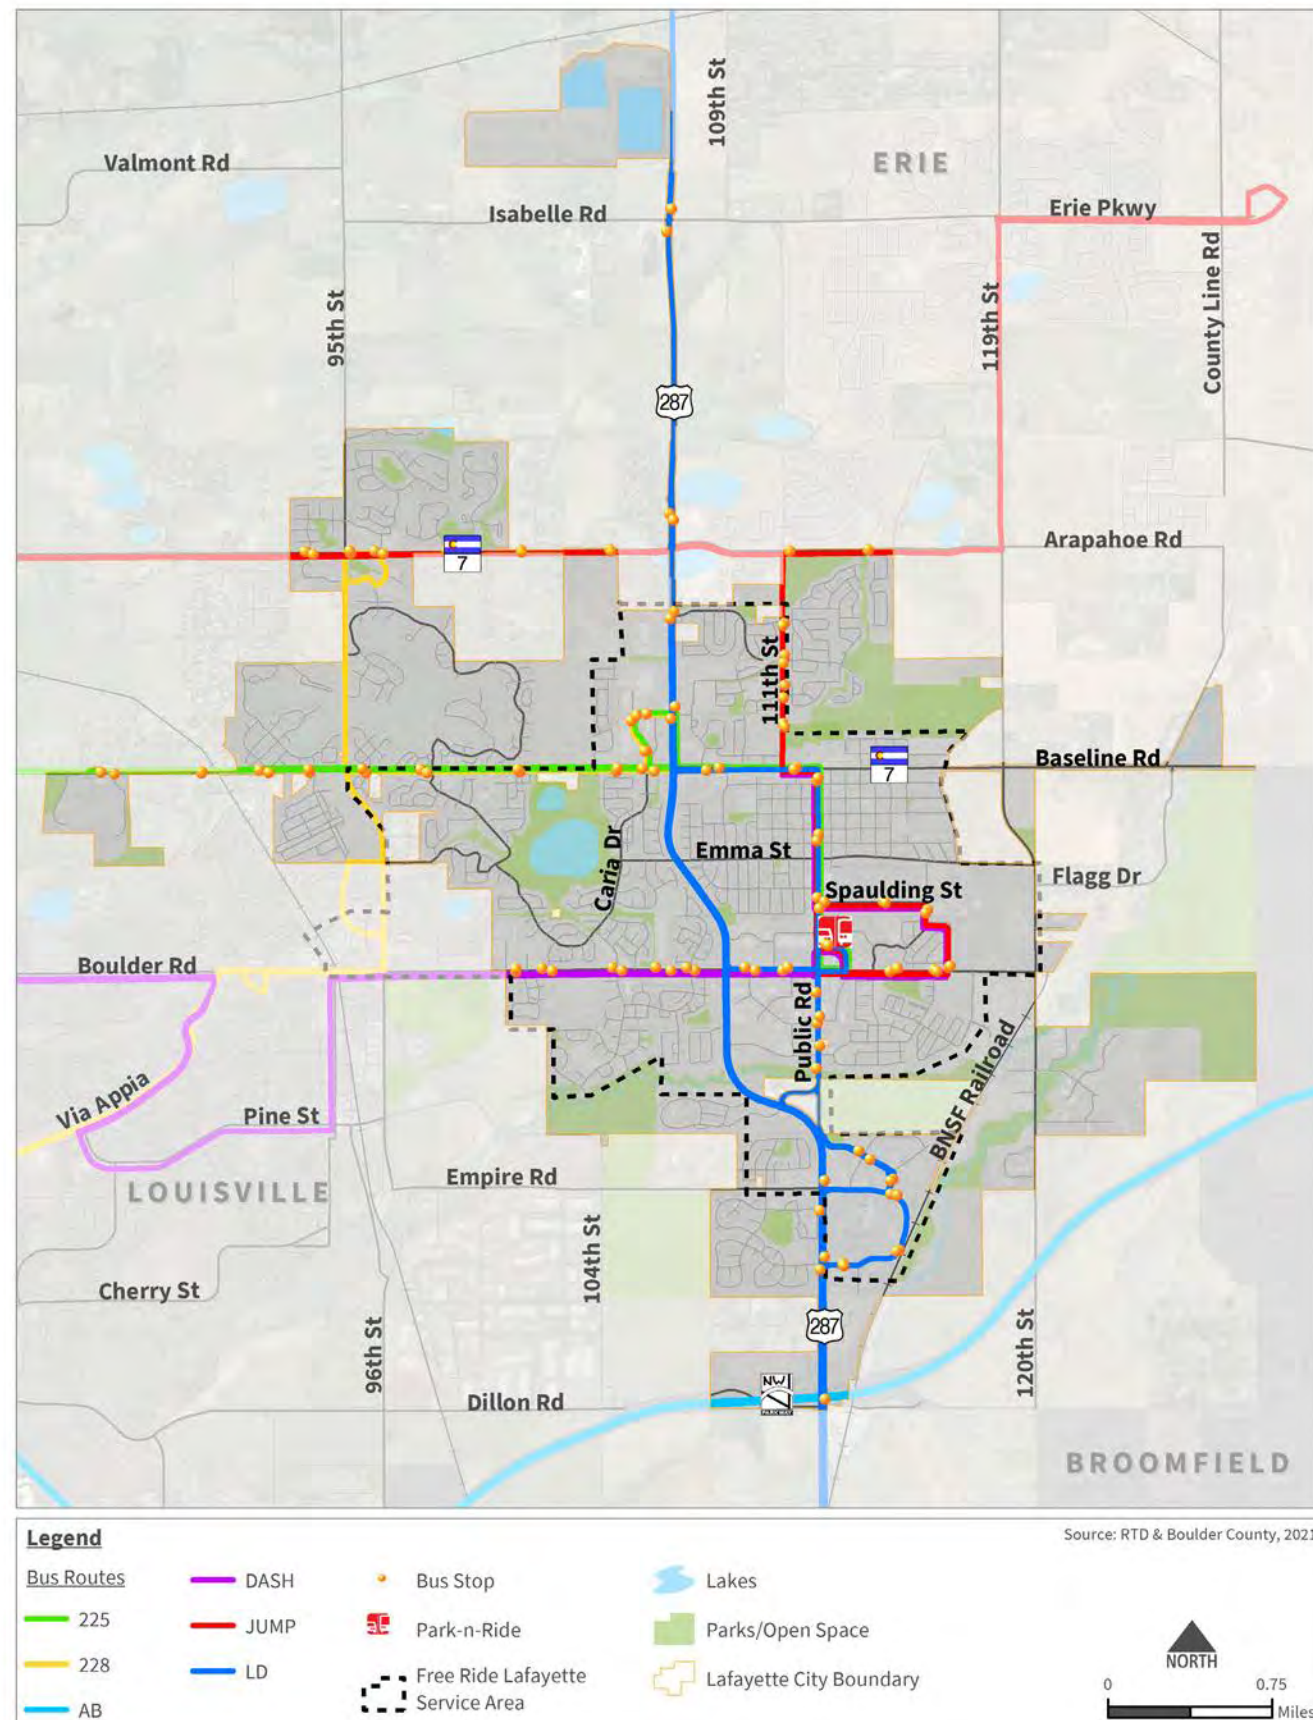 109th St
ERIE
Valmont Rd
Isabelle Rd
Erie Pkwy
95th St
119th St
County Line Rd
287
Arapahoe Rd
7
111th St
7
Baseline Rd
Caria Dr
Emma St
Flagg Dr
Spaulding St
Boulder Rd
Public Rd
Via Appia
Pine St
BNSF Railroad
LOUISVILLE
Empire Rd
104th St
Cherry St
96th St
287
120th St
NW
PARKWAY
Dillon Rd
BROOMFIELD
Legend
Source: RTD & Boulder County, 2021
Bus Routes
225
228
AB
DASH
JUMP
LD
Bus Stop
Park-n-Ride
Free Ride Lafayette
Service Area
Lakes
Parks/Open Space
Lafayette City Boundary
NORTH
0 0.75
Miles